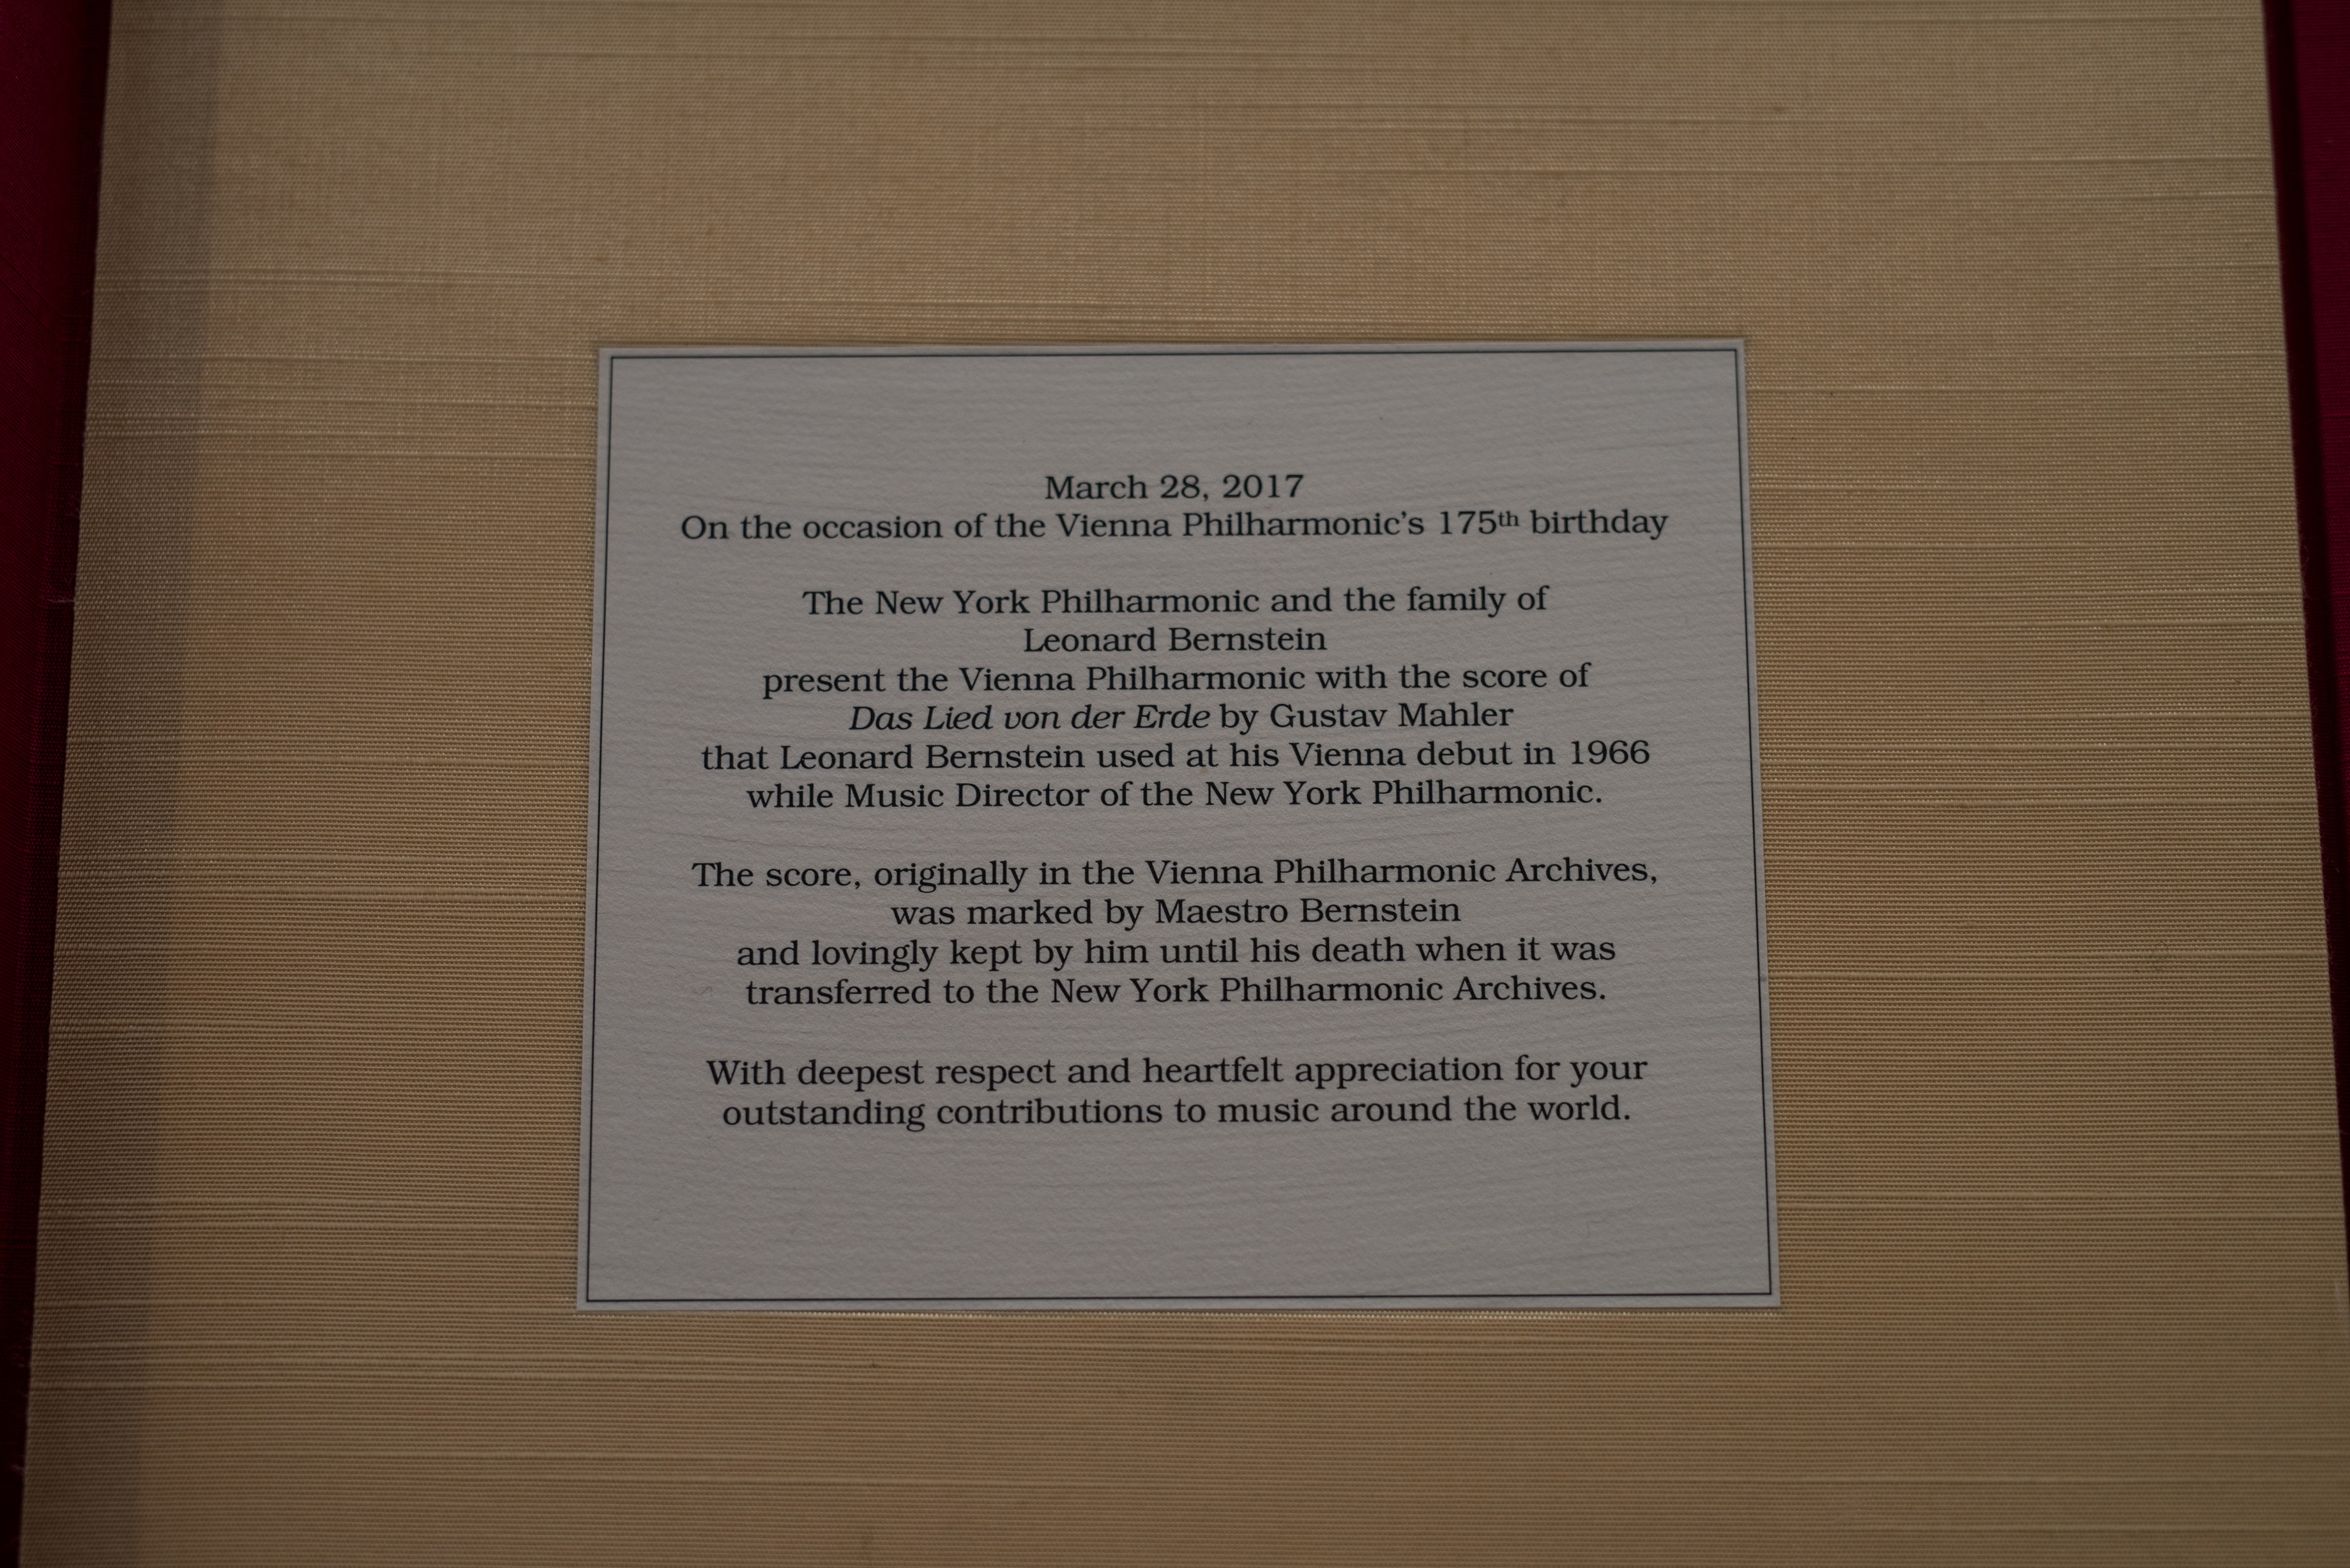 March 28, 2017
On the occasion of the Vienna Philharmonic's 175th birthday
The New York Philharmonic and the family of
Leonard Bernstein
present the Vienna Philharmonic with the score of
Das Lied von der Erde by Gustav Mahler
that Leonard Bernstein used at his Vienna debut in 1966
while Music Director of the New York Philharmonic.
The score, originally in the Vienna Philharmonic Archives,
was marked by Maestro Bernstein
and lovingly kept by him until his death when it was
transferred to the New York Philharmonic Archives.
With deepest respect and heartfelt appreciation for your
outstanding contributions to music around the world.